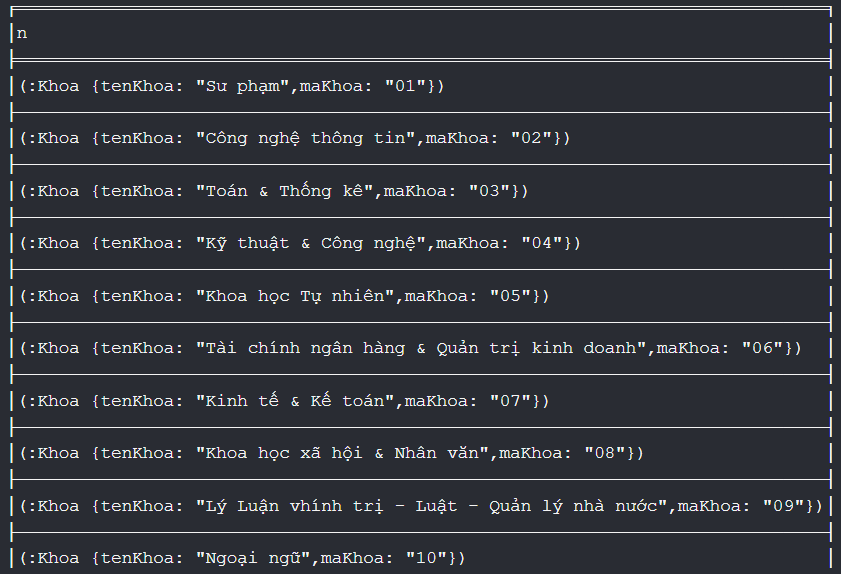 n
(:Khoa {tenKhoa: "Sư phạm",maKhoa: "01"})
(:Khoa {tenKhoa: "Công nghệ thông tin",maKhoa: "02"})
(:Khoa {tenKhoa: "Toán & Thống kê",maKhoa: "03"})
(:Khoa {tenKhoa: "Kỹ thuật & Công nghệ",maKhoa: "04"})
(:Khoa {tenKhoa: "Khoa học Tự nhiên",maKhoa: "05"})
(:Khoa {tenKhoa: "Tài chính ngân hàng & Quản trị kinh doanh",maKhoa: "06"})
(:Khoa {tenKhoa: "Kinh tế & Kế toán",maKhoa: "07"})
(:Khoa {tenKhoa: "Khoa học xã hội & Nhân văn",maKhoa: "08"})
(:Khoa {tenKhoa: "Lý Luận vhính trị – Luật – Quản lý nhà nước",maKhoa: "09"})
(:Khoa {tenKhoa: "Ngoại ngữ",maKhoa: "10"})